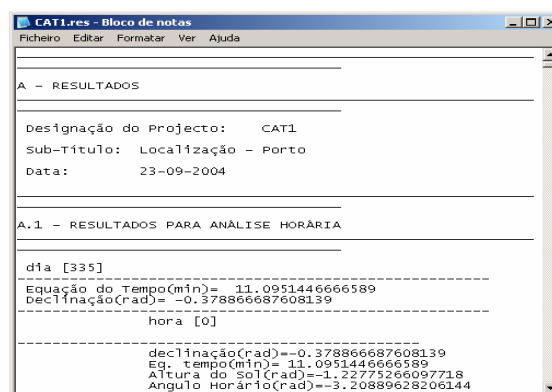 CAT1.res - Bloco de notas
Ficheiro Editar Formatar Ver Ajuda
A - RESULTADOS
Designação do Projecto: CAT1
Sub-Título: Localização - Porto
Data: 23-09-2004
A.1 - RESULTADOS PARA ANÁLISE HORÁRIA
dia [335]
Equação do Tempo(min)= 11.0951446666589
Declinação(rad)= -0.378866687608139
hora [0]
declinação(rad)=-0.378866687608139
Eq. tempo(min)= 11.0951446666589
Altura do Sol(rad)=-1.22775266097718
Angulo Horário(rad)=-3.20889628206144